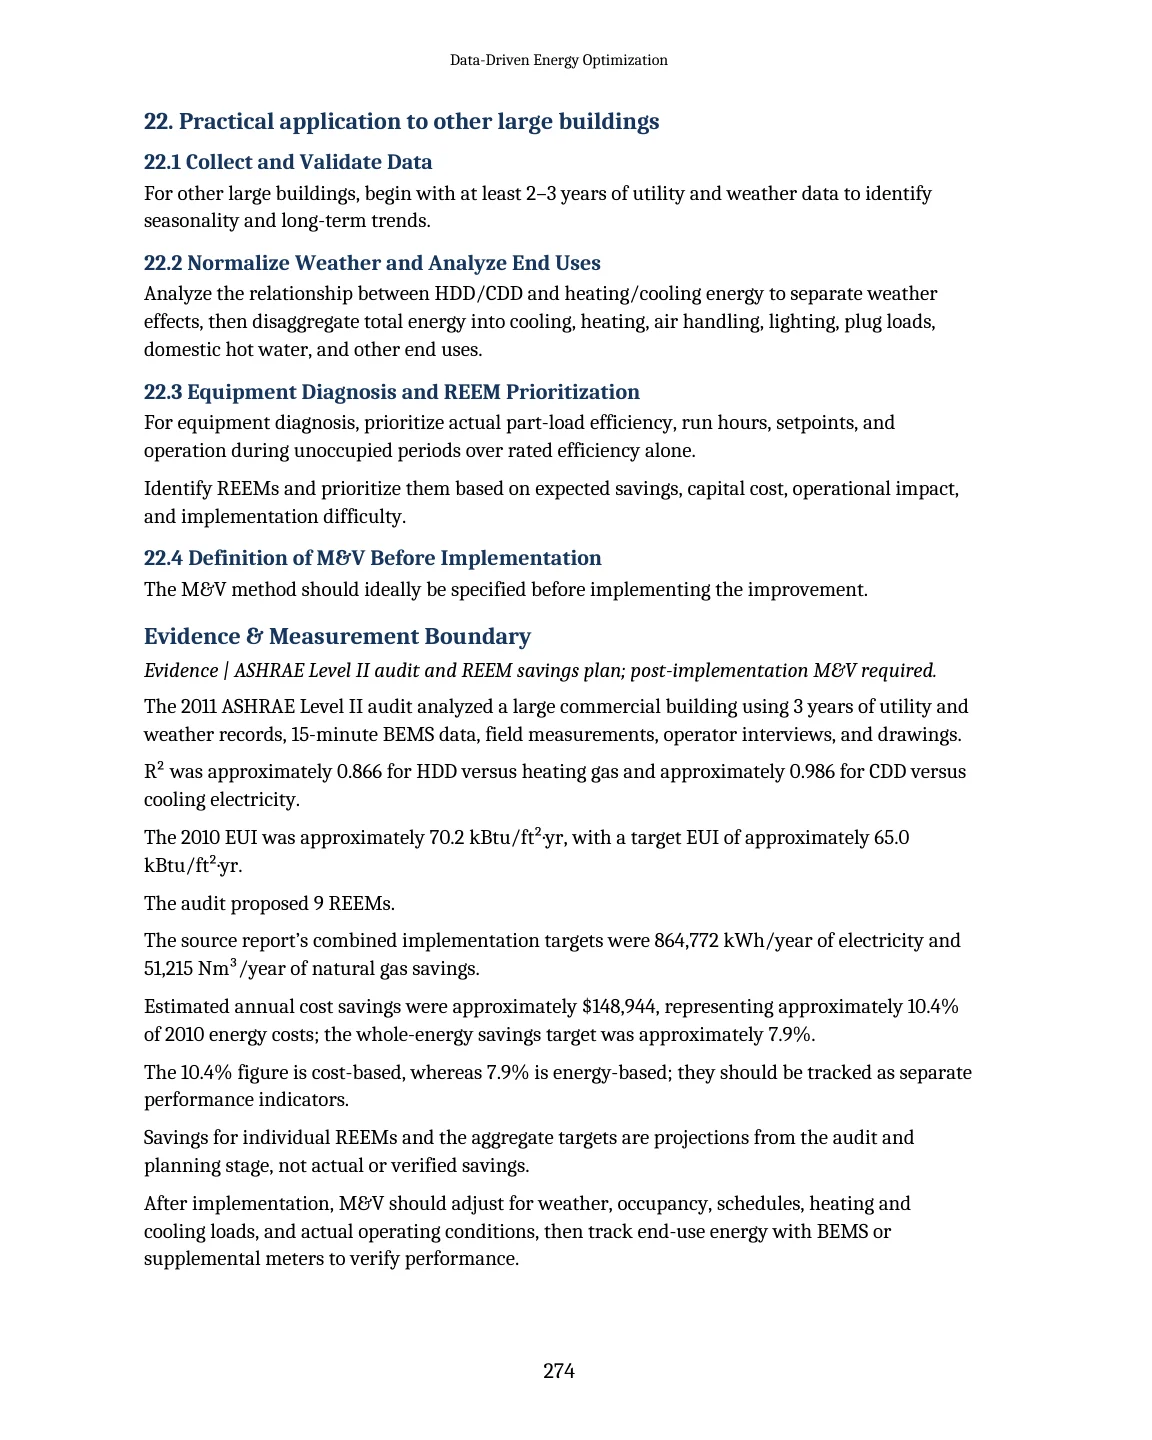 Data-Driven Energy Optimization
22. Practical application to other large buildings
22.1 Collect and Validate Data
For other large buildings, begin with at least 2–3 years of utility and weather data to identify
seasonality and long-term trends.
22.2 Normalize Weather and Analyze End Uses
Analyze the relationship between HDD/CDD and heating/cooling energy to separate weather
effects, then disaggregate total energy into cooling, heating, air handling, lighting, plug loads,
domestic hot water, and other end uses.
22.3 Equipment Diagnosis and REEM Prioritization
For equipment diagnosis, prioritize actual part-load efficiency, run hours, setpoints, and
operation during unoccupied periods over rated efficiency alone.
Identify REEMs and prioritize them based on expected savings, capital cost, operational impact,
and implementation difficulty.
22.4 Definition of M&V Before Implementation
The M&V method should ideally be specified before implementing the improvement.
Evidence & Measurement Boundary
Evidence | ASHRAE Level II audit and REEM savings plan; post-implementation M&V required.
The 2011 ASHRAE Level II audit analyzed a large commercial building using 3 years of utility and
weather records, 15-minute BEMS data, field measurements, operator interviews, and drawings.
R² was approximately 0.866 for HDD versus heating gas and approximately 0.986 for CDD versus
cooling electricity.
The 2010 EUI was approximately 70.2 kBtu/ft²·yr, with a target EUI of approximately 65.0
kBtu/ft²·yr.
The audit proposed 9 REEMs.
The source report’s combined implementation targets were 864,772 kWh/year of electricity and
51,215 Nm³/year of natural gas savings.
Estimated annual cost savings were approximately $148,944, representing approximately 10.4%
of 2010 energy costs; the whole-energy savings target was approximately 7.9%.
The 10.4% figure is cost-based, whereas 7.9% is energy-based; they should be tracked as separate
performance indicators.
Savings for individual REEMs and the aggregate targets are projections from the audit and
planning stage, not actual or verified savings.
After implementation, M&V should adjust for weather, occupancy, schedules, heating and
cooling loads, and actual operating conditions, then track end-use energy with BEMS or
supplemental meters to verify performance.
274